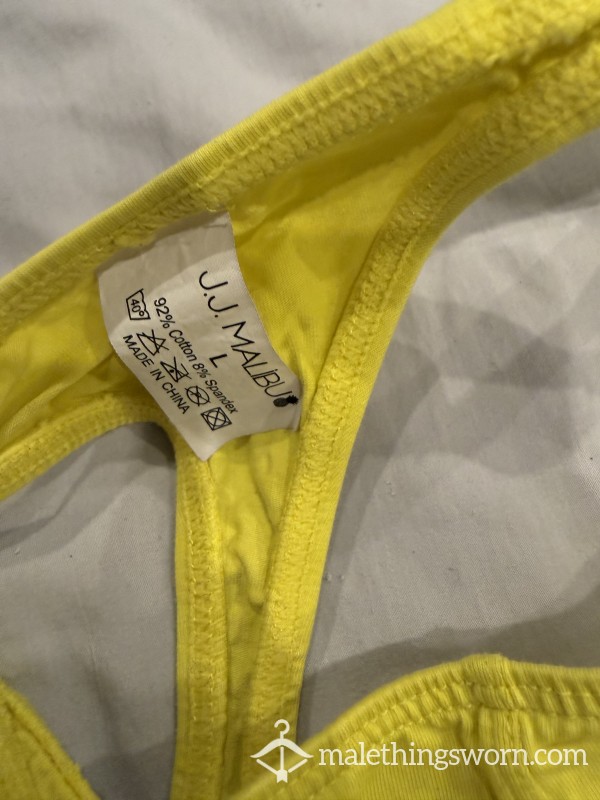 J.J. MALIBU
L
92% Cotton 8% Spandex
40°
MADE IN CHINA
malethingsworn.com